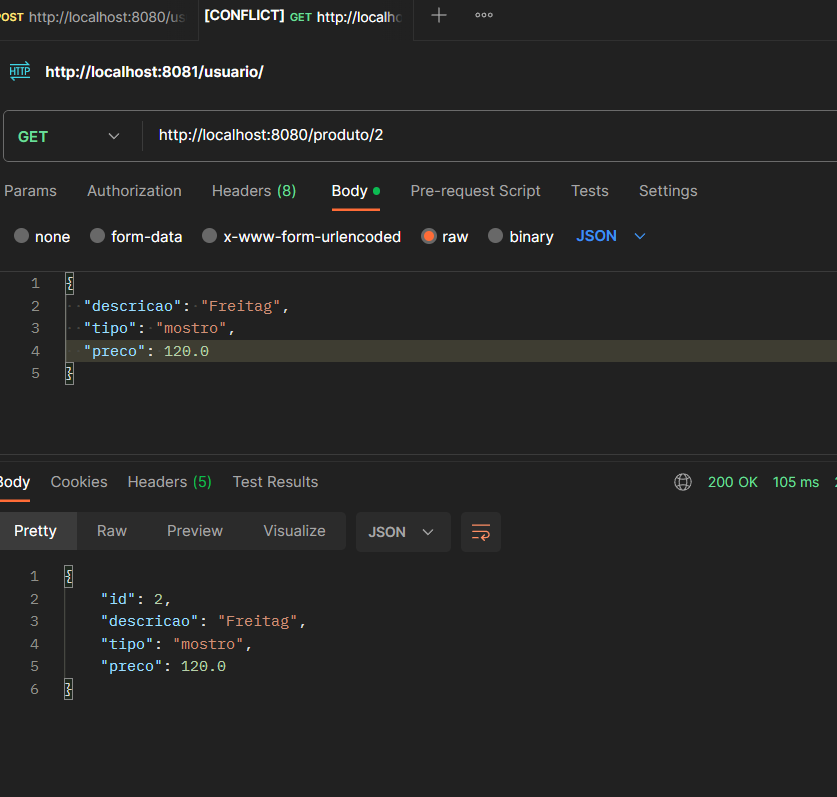 POST http://localhost:8080/us [CONFLICT] GET http://localhc
HTTP http://localhost:8081/usuario/
GET http://localhost:8080/produto/2
Params Authorization Headers (8) Body Pre-request Script Tests Settings
none form-data x-www-form-urlencoded raw binary JSON
1 {
2 "descricao": "Freitag",
3 "tipo": "mostro",
4 "preco": 120.0
5 }
Body Cookies Headers (5) Test Results 200 OK 105 ms
Pretty Raw Preview Visualize JSON
1 {
2 "id": 2,
3 "descricao": "Freitag",
4 "tipo": "mostro",
5 "preco": 120.0
6 }